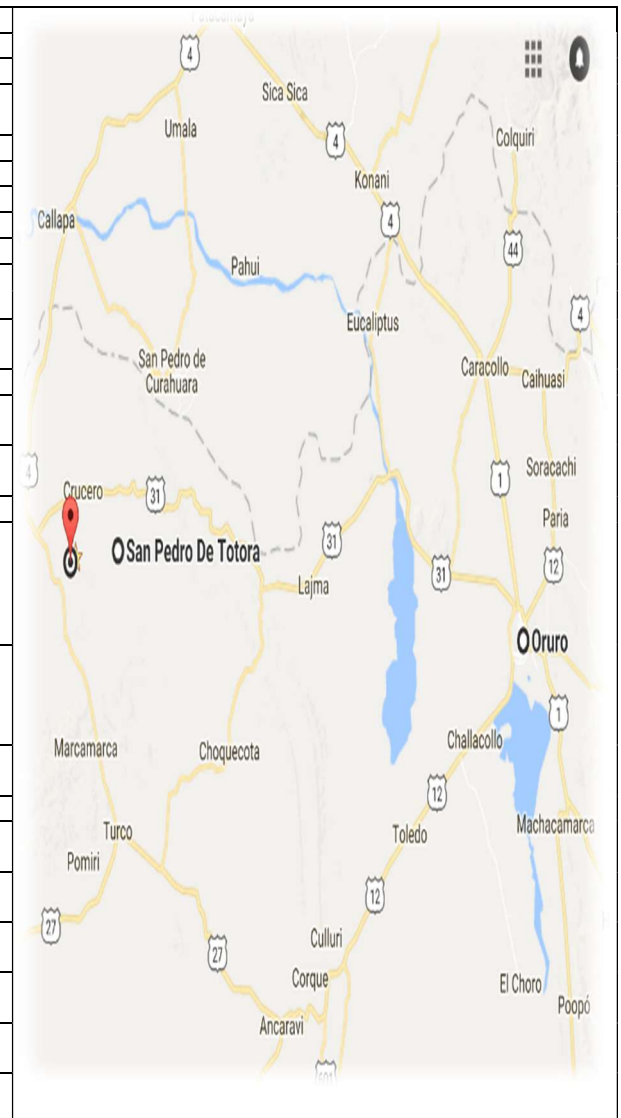 4
Sica Sica
Umala
4
Colquiri
Konani
Callapa
4
44
Pahui
4
Eucaliptus
San Pedro de
Curahuara
Caracollo
Caihuasi
4
Soracachi
1
Crucero
31
Paria
31
San Pedro De Totora
12
31
Lajma
Oruro
1
Challacollo
Marcamarca
Choquecota
12
Machacamarca
Turco
Toledo
Pomiri
12
27
Culluri
27
Corque
El Choro
Poopó
Ancaravi